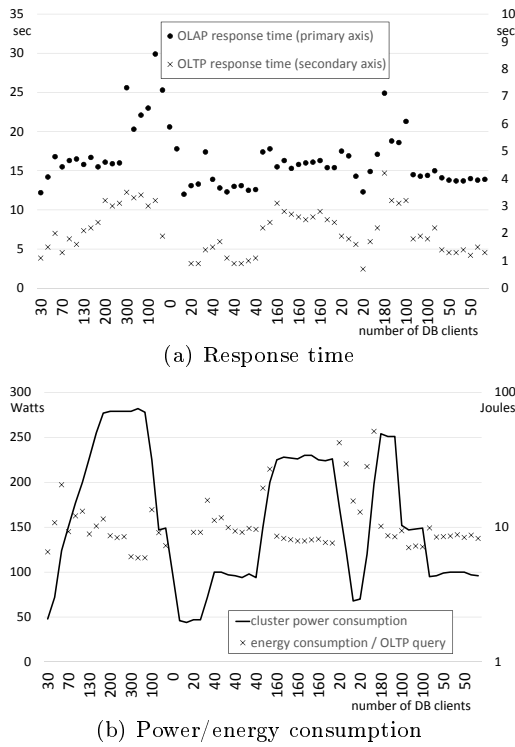 35
sec
30
25
20
15
10
5
0
10
sec
9
8
7
6
5
4
3
2
1
0
OLAP response time (primary axis)
OLTP response time (secondary axis)
30 70 130 200 300 100 0 20 40 40 40 160 160 160 20 20 180 100 100 50 50
number of DB clients
(a) Response time
300
Watts
250
200
150
100
50
0
100
Joules
10
1
cluster power consumption
energy consumption / OLTP query
30 70 130 200 300 100 0 20 40 40 40 160 160 160 20 20 180 100 100 50 50
number of DB clients
(b) Power/energy consumption